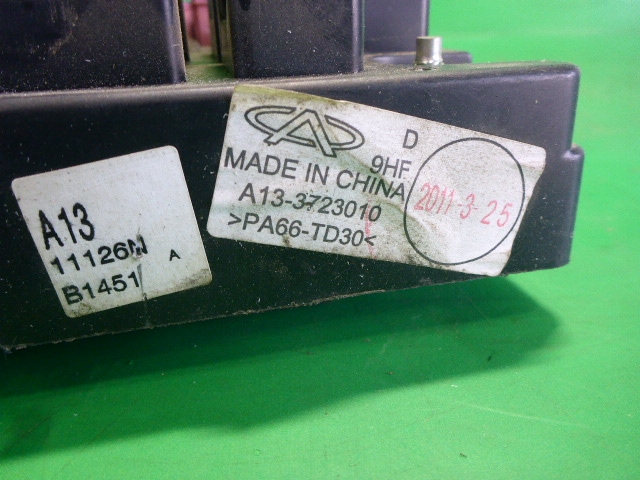 A13
11126N A
B1451
D
9HF
MADE IN CHINA
A13-3723010
>PA66-TD30<
2011-3-25